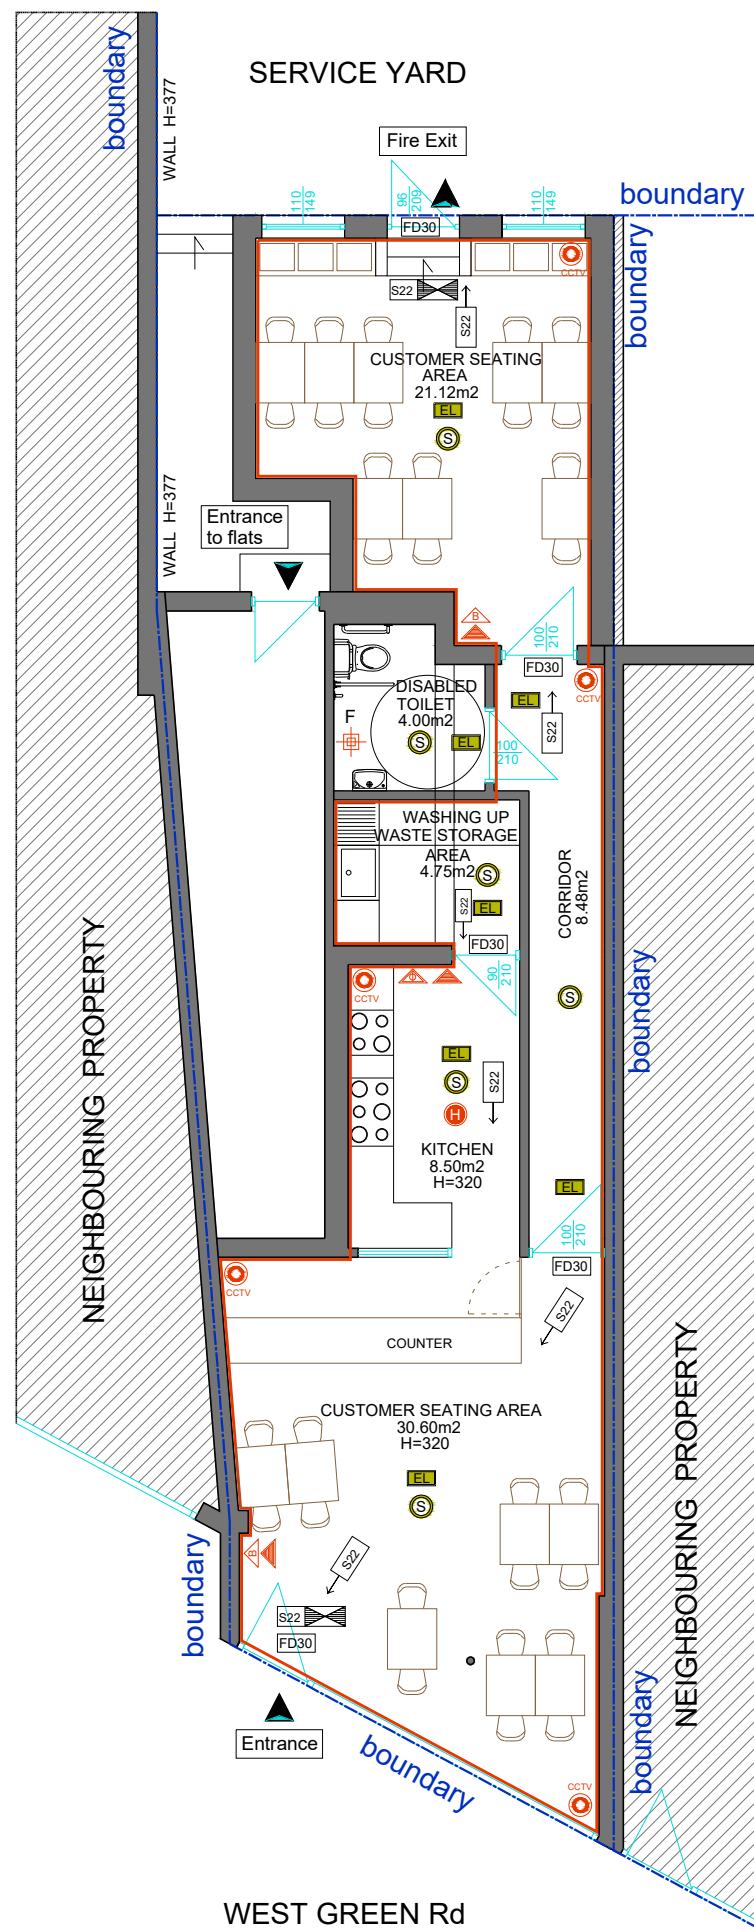 SERVICE YARD
boundary
WALL H=377
Fire Exit
boundary
110
149
96
209
110
149
FD30
boundary
CCTV
S22
S22
CUSTOMER SEATING
AREA
21.12m2
EL
S
WALL H=377
Entrance
to flats
B
100
210
FD30
CCTV
EL
S22
DISABLED
TOILET
4.00m2
F
S
EL
100
210
WASHING UP
WASTE STORAGE
AREA
4.75m2
S
EL
S22
FD30
90
210
CORRIDOR
8.48m2
CCTV
S
boundary
NEIGHBOURING PROPERTY
EL
S
S22
H
KITCHEN
8.50m2
H=320
EL
100
210
FD30
CCTV
S22
COUNTER
NEIGHBOURING PROPERTY
CUSTOMER SEATING AREA
30.60m2
H=320
EL
S
B
S22
boundary
S22
FD30
Entrance
boundary
boundary
CCTV
WEST GREEN Rd